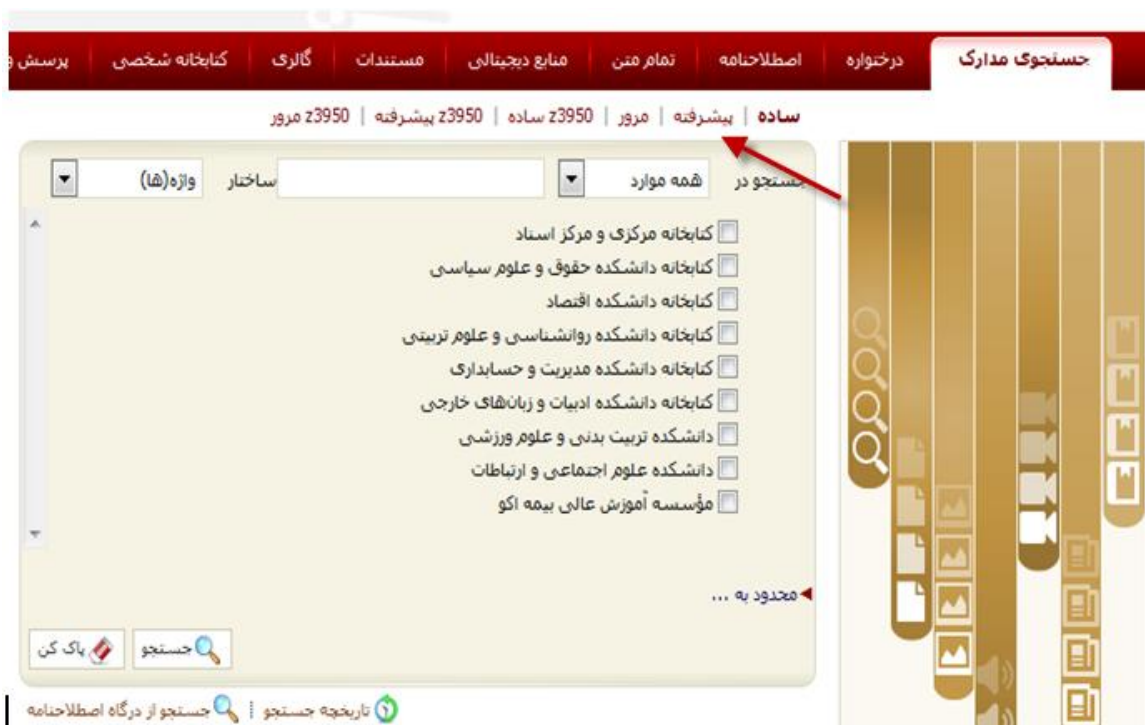 جستجوی مدارک درختواره اصطلاحنامه تمام متن منابع دیجیتالی مستندات گالری کتابخانه شخصی پرسش و
ساده | پیشرفته | مرور | z3950 ساده | z3950 پیشرفته | z3950 مرور
جستجو در همه موارد ساختار واژه(ها)
کتابخانه مرکزی و مرکز اسناد
کتابخانه دانشکده حقوق و علوم سیاسی
کتابخانه دانشکده اقتصاد
کتابخانه دانشکده روانشناسی و علوم تربیتی
کتابخانه دانشکده مدیریت و حسابداری
کتابخانه دانشکده ادبیات و زبان‌های خارجی
دانشکده تربیت بدنی و علوم ورزشی
دانشکده علوم اجتماعی و ارتباطات
مؤسسه آموزش عالی بیمه اکو
محدود به ...
جستجو پاک کن
تاریخچه جستجو | جستجو از درگاه اصطلاحنامه